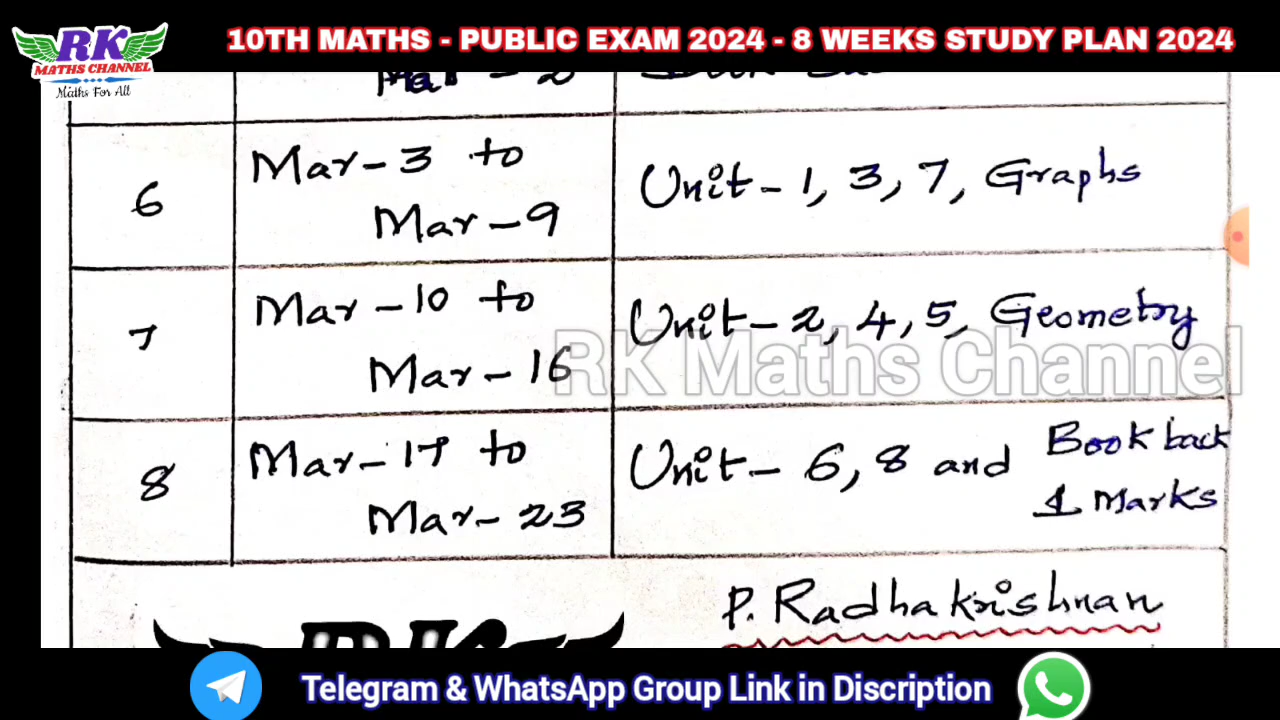 RK
MATHS CHANNEL
Maths For All
10TH MATHS - PUBLIC EXAM 2024 - 8 WEEKS STUDY PLAN 2024
6
Mar - 3 to
Mar - 9
Unit - 1, 3, 7, Graphs
7
Mar - 10 to
Mar - 16
Unit - 2, 4, 5, Geometry
RK Maths Channel
8
Mar - 17 to
Mar - 23
Unit - 6, 8 and Book back
1 Marks
P. Radhakrishnan
Telegram & WhatsApp Group Link in Discription